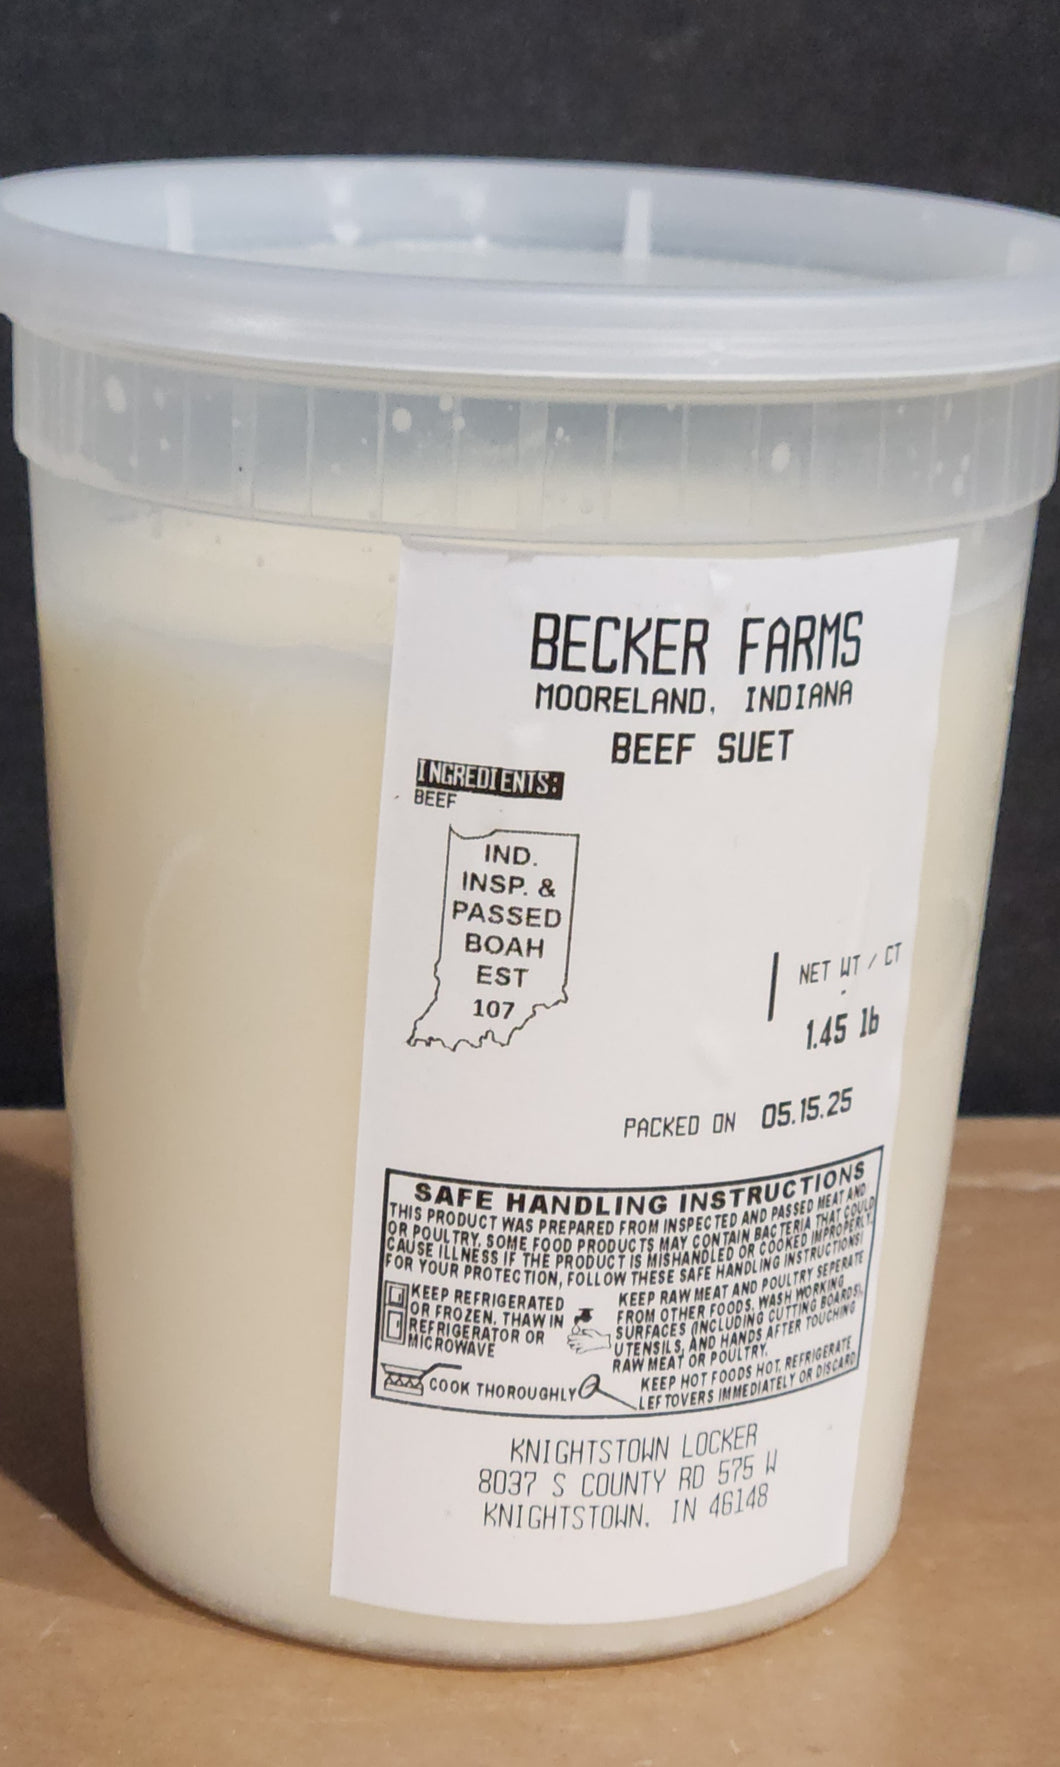 BECKER FARMS
MOORELAND, INDIANA
BEEF SUET
INGREDIENTS:
BEEF
IND.
INSP. &
PASSED
BOAH
EST
107
NET WT / CT
1.45 lb
PACKED ON 05.15.25
SAFE HANDLING INSTRUCTIONS
THIS PRODUCT WAS PREPARED FROM INSPECTED AND PASSED MEAT AND
OR POULTRY. SOME FOOD PRODUCTS MAY CONTAIN BACTERIA THAT COULD
CAUSE ILLNESS IF THE PRODUCT IS MISHANDLED OR COOKED IMPROPERLY.
FOR YOUR PROTECTION, FOLLOW THESE SAFE HANDLING INSTRUCTIONS!
KEEP REFRIGERATED
OR FROZEN. THAW IN
REFRIGERATOR OR
MICROWAVE
KEEP RAW MEAT AND POULTRY SEPERATE
FROM OTHER FOODS. WASH WORKING
SURFACES (INCLUDING CUTTING BOARDS),
UTENSILS, AND HANDS AFTER TOUCHING
RAW MEAT OR POULTRY.
COOK THOROUGHLY
KEEP HOT FOODS HOT. REFRIGERATE
LEFTOVERS IMMEDIATELY OR DISCARD
KNIGHTSTOWN LOCKER
8037 S COUNTY RD 575 W
KNIGHTSTOWN, IN 46148